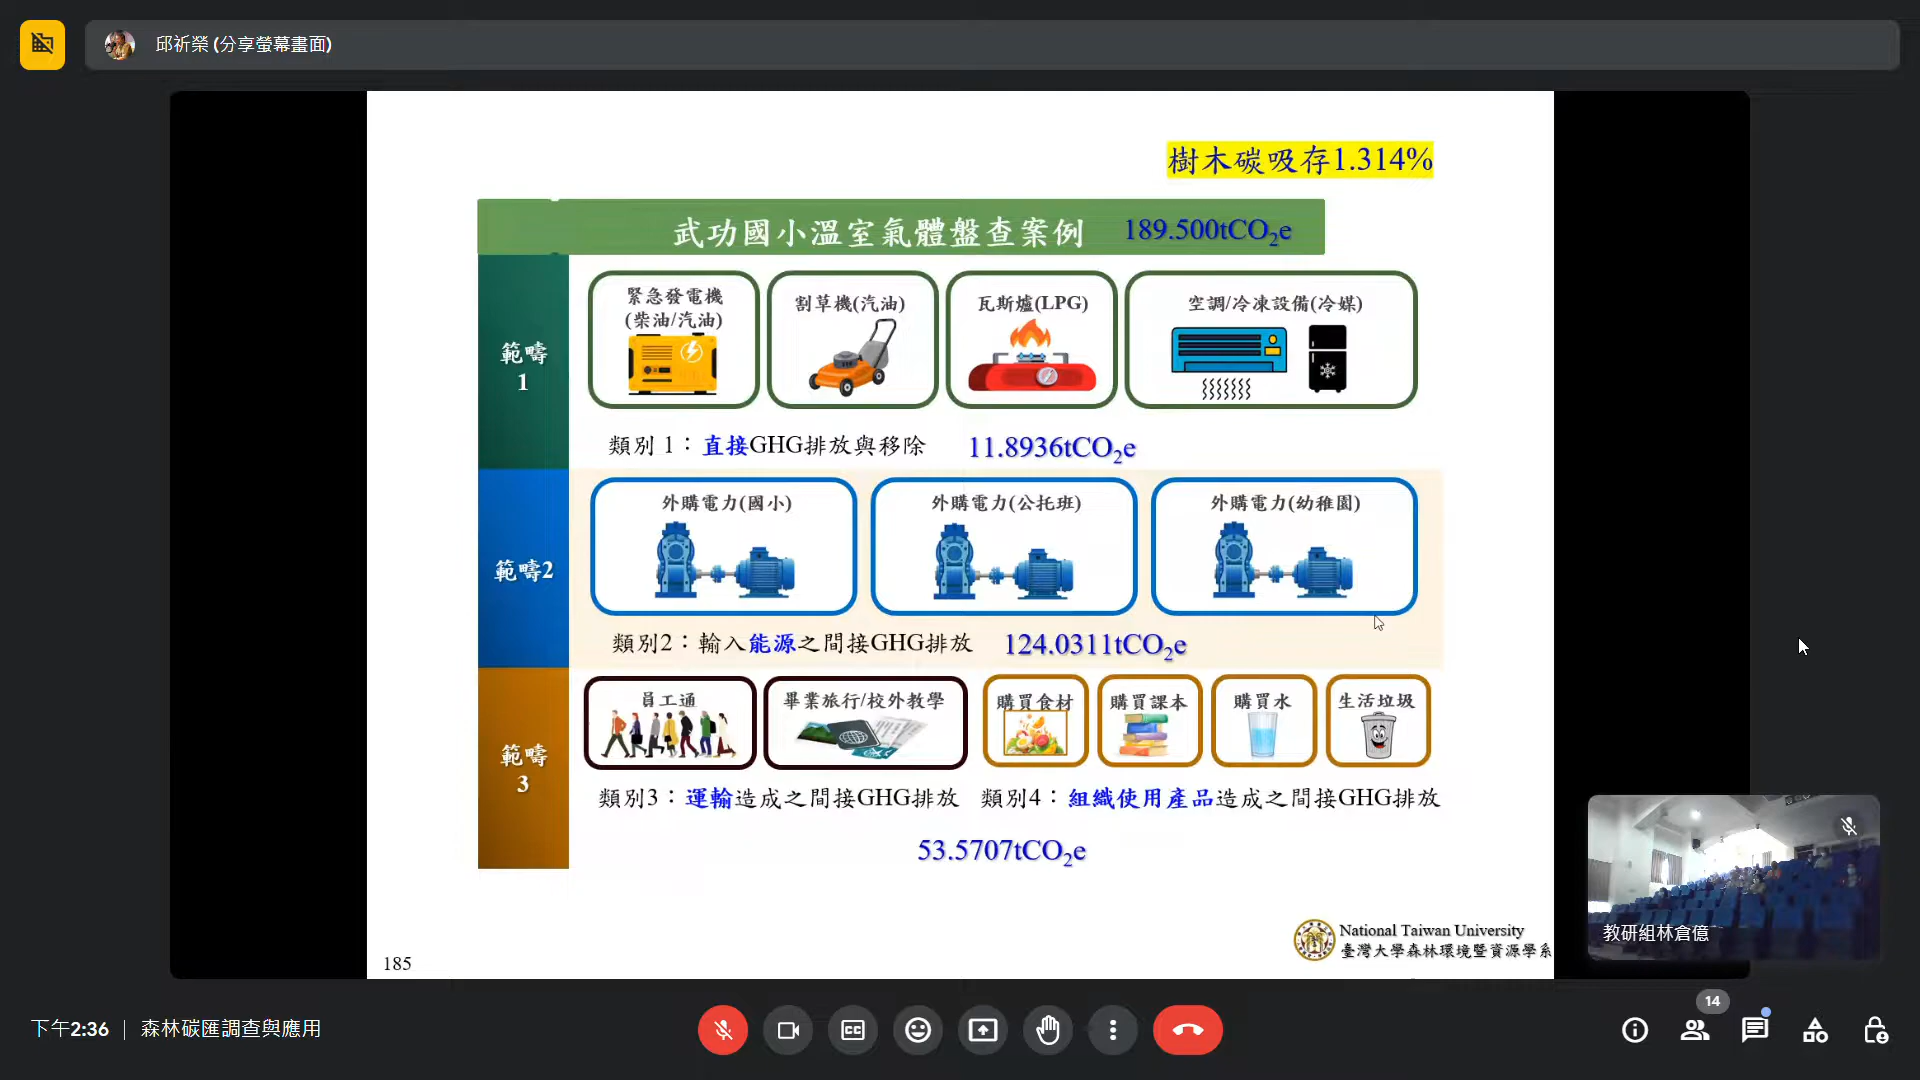 邱祈榮 (分享螢幕畫面)
樹木碳吸存1.314%
武功國小溫室氣體盤查案例 189.500tCO₂e
範疇
1
緊急發電機
(柴油/汽油)
割草機(汽油)
瓦斯爐(LPG)
空調/冷凍設備(冷媒)
類別 1：直接GHG排放與移除 11.8936tCO₂e
範疇2
外購電力(國小)
外購電力(公托班)
外購電力(幼稚園)
類別2：輸入能源之間接GHG排放 124.0311tCO₂e
範疇
3
員工通
畢業旅行/校外教學
購買食材
購買課本
購買水
生活垃圾
類別3：運輸造成之間接GHG排放 類別4：組織使用產品造成之間接GHG排放
53.5707tCO₂e
National Taiwan University
臺灣大學森林環境暨資源學系
185
教研組林倉億
下午2:36 | 森林碳匯調查與應用
14